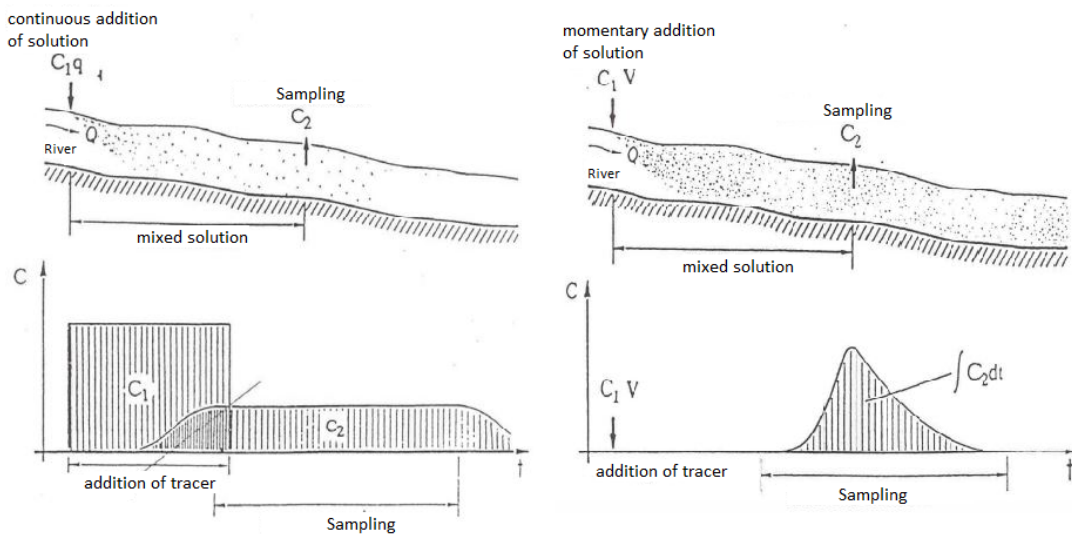 continuous addition
of solution
C₁q
Sampling
C₂
Q
River
mixed solution
C
C₁
C₂
t
addition of tracer
Sampling
momentary addition
of solution
C₁ V
Sampling
C₂
Q
River
mixed solution
C
∫C₂dt
C₁ V
t
addition of tracer
Sampling